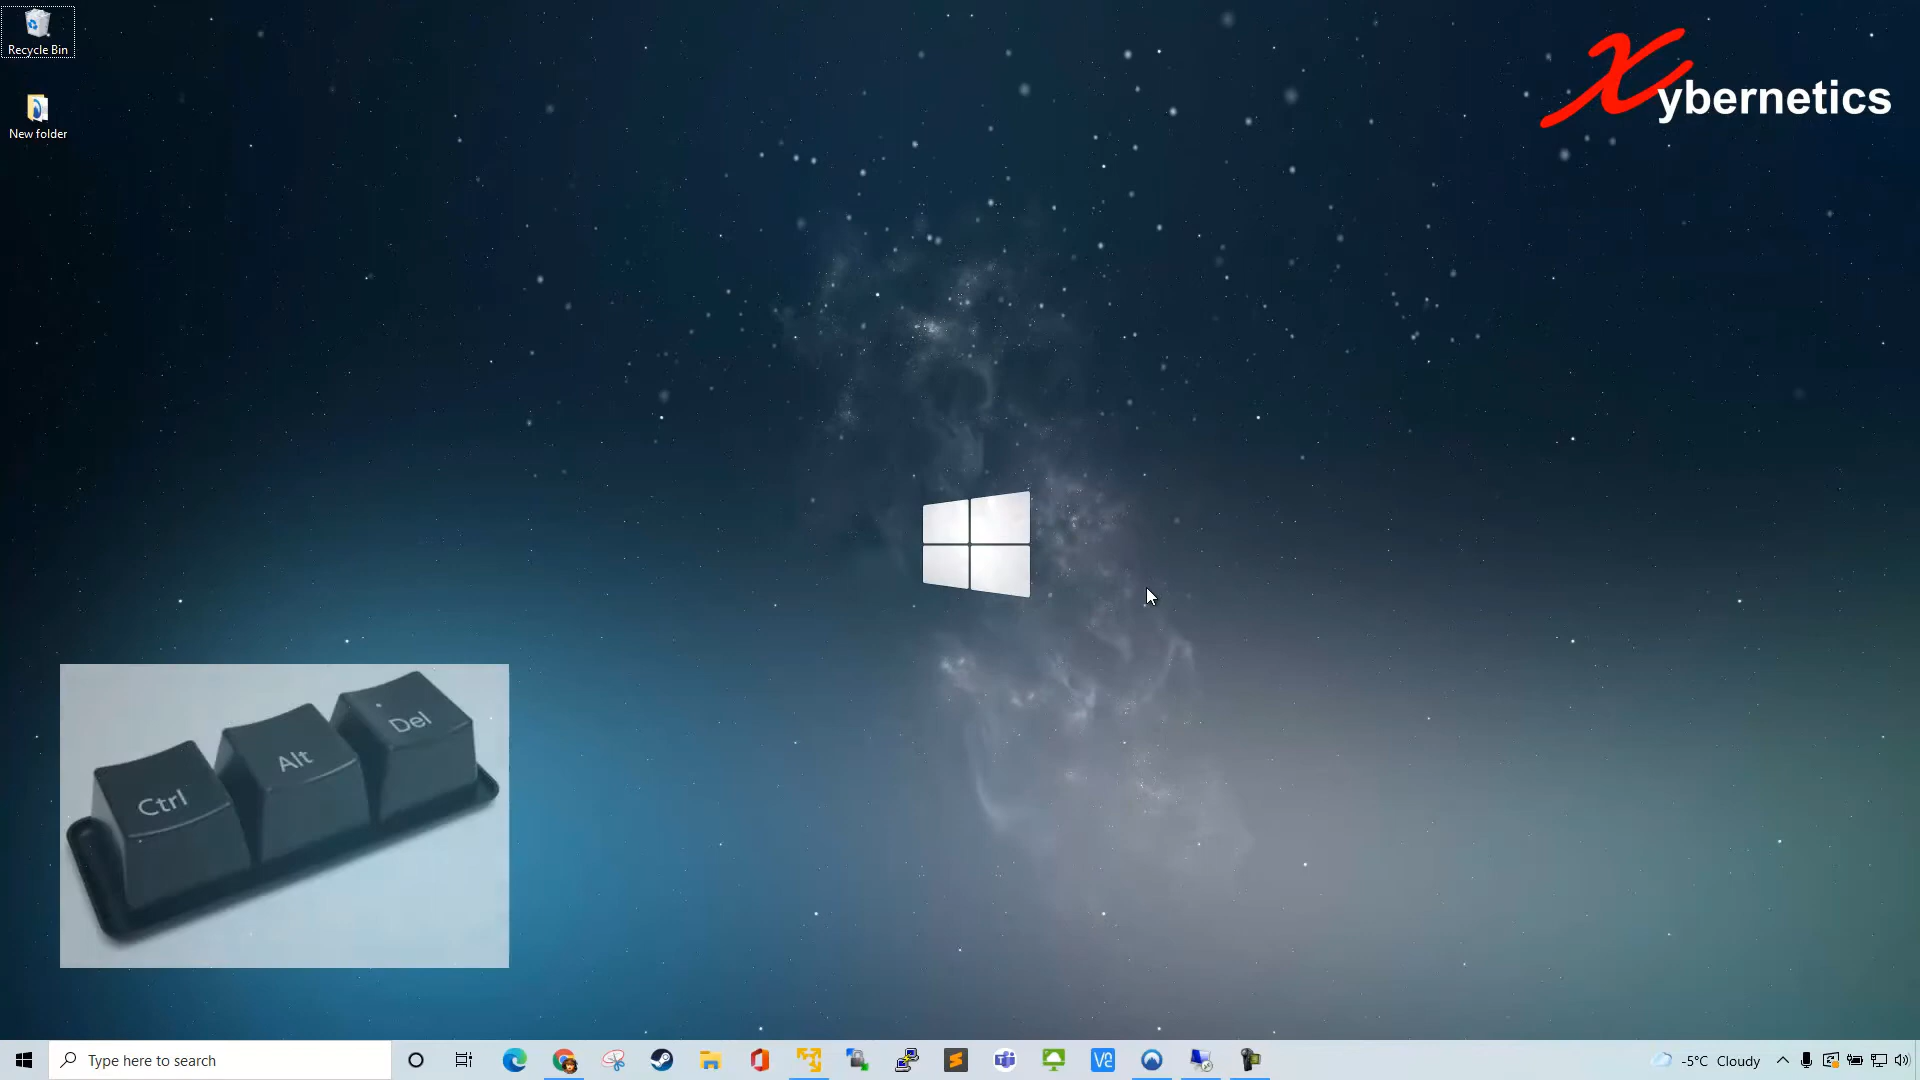 Recycle Bin
New folder
Xybernetics
Ctrl
Alt
Del
Type here to search
-5°C Cloudy